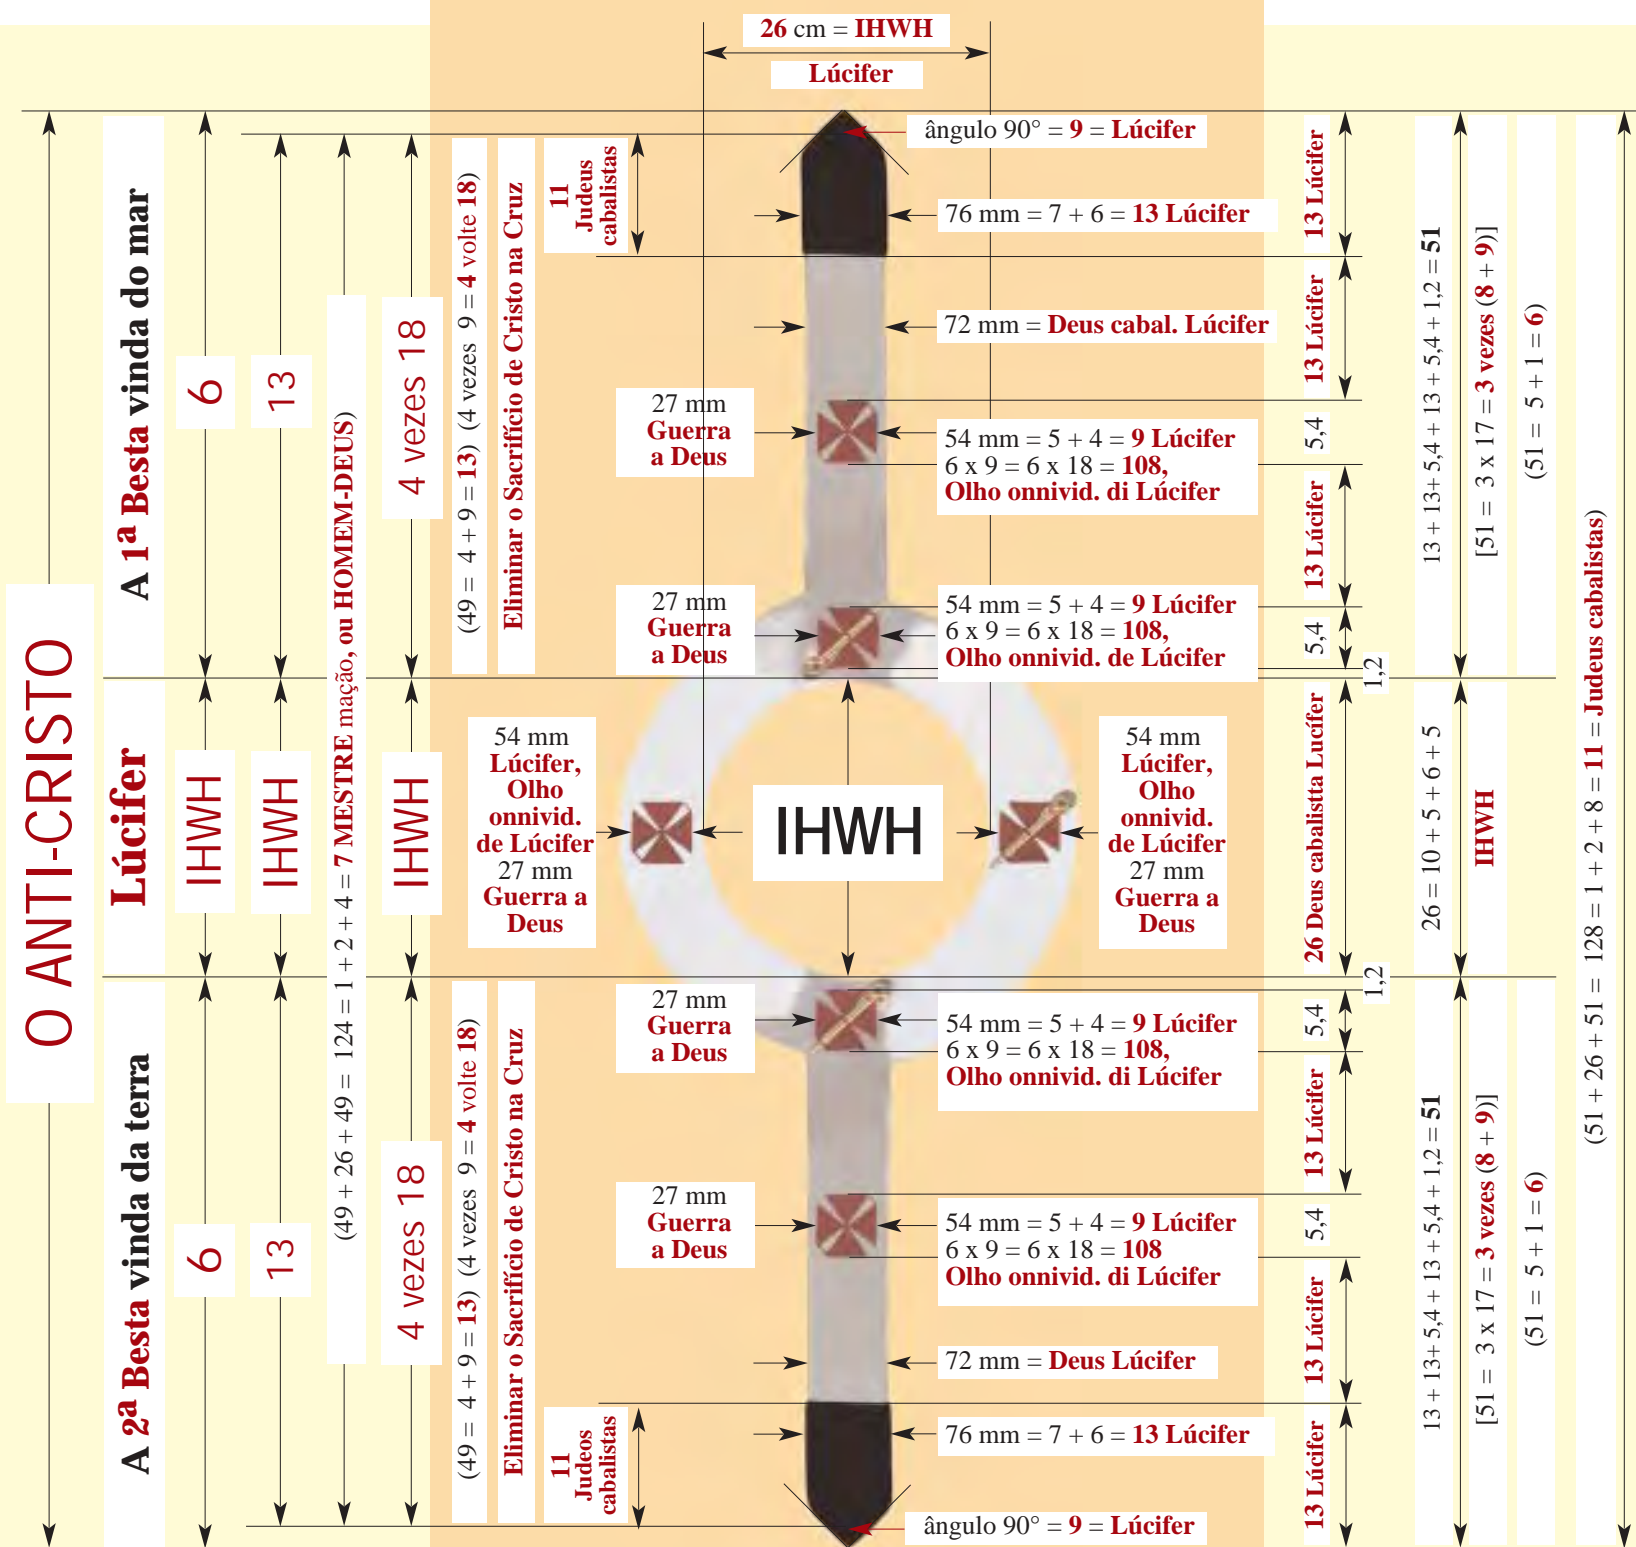 26 cm = IHWH
Lúcifer
ângulo 90° = 9 = Lúcifer
76 mm = 7 + 6 = 13 Lúcifer
72 mm = Deus cabal. Lúcifer
27 mm
Guerra
a Deus
54 mm = 5 + 4 = 9 Lúcifer
6 x 9 = 6 x 18 = 108,
Olho onnivid. di Lúcifer
27 mm
Guerra
a Deus
54 mm = 5 + 4 = 9 Lúcifer
6 x 9 = 6 x 18 = 108,
Olho onnivid. de Lúcifer
54 mm
Lúcifer,
Olho
onnivid.
de Lúcifer
27 mm
Guerra a
Deus
IHWH
54 mm
Lúcifer,
Olho
onnivid.
de Lúcifer
27 mm
Guerra a
Deus
27 mm
Guerra
a Deus
54 mm = 5 + 4 = 9 Lúcifer
6 x 9 = 6 x 18 = 108,
Olho onnivid. di Lúcifer
27 mm
Guerra
a Deus
54 mm = 5 + 4 = 9 Lúcifer
6 x 9 = 6 x 18 = 108
Olho onnivid. di Lúcifer
72 mm = Deus Lúcifer
76 mm = 7 + 6 = 13 Lúcifer
ângulo 90° = 9 = Lúcifer
O ANTI-CRISTO
A 1ª Besta vinda do mar
Lúcifer
A 2ª Besta vinda da terra
6
IHWH
6
13
IHWH
13
(49 + 26 + 49 = 124 = 1 + 2 + 4 = 7 MESTRE mação, ou HOMEM-DEUS)
4 vezes 18
IHWH
4 vezes 18
(49 = 4 + 9 = 13) (4 vezes 9 = 4 volte 18)
Eliminar o Sacrifício de Cristo na Cruz
11
Judeus
cabalistas
(49 = 4 + 9 = 13) (4 vezes 9 = 4 volte 18)
Eliminar o Sacrifício de Cristo na Cruz
11
Judeos
cabalistas
13 Lúcifer
13 Lúcifer
5,4
13 Lúcifer
5,4
1,2
26 Deus cabalistta Lucífer
1,2
5,4
13 Lúcifer
5,4
13 Lúcifer
13 Lúcifer
13 + 13+ 5,4 + 13 + 5,4 + 1,2 = 51
[51 = 3 x 17 = 3 vezes (8 + 9)]
(51 = 5 + 1 = 6)
26 = 10 + 5 + 6 + 5
IHWH
13 + 13+ 5,4 + 13 + 5,4 + 1,2 = 51
[51 = 3 x 17 = 3 vezes (8 + 9)]
(51 = 5 + 1 = 6)
(51 + 26 + 51 = 128 = 1 + 2 + 8 = 11 = Judeus cabalistas)